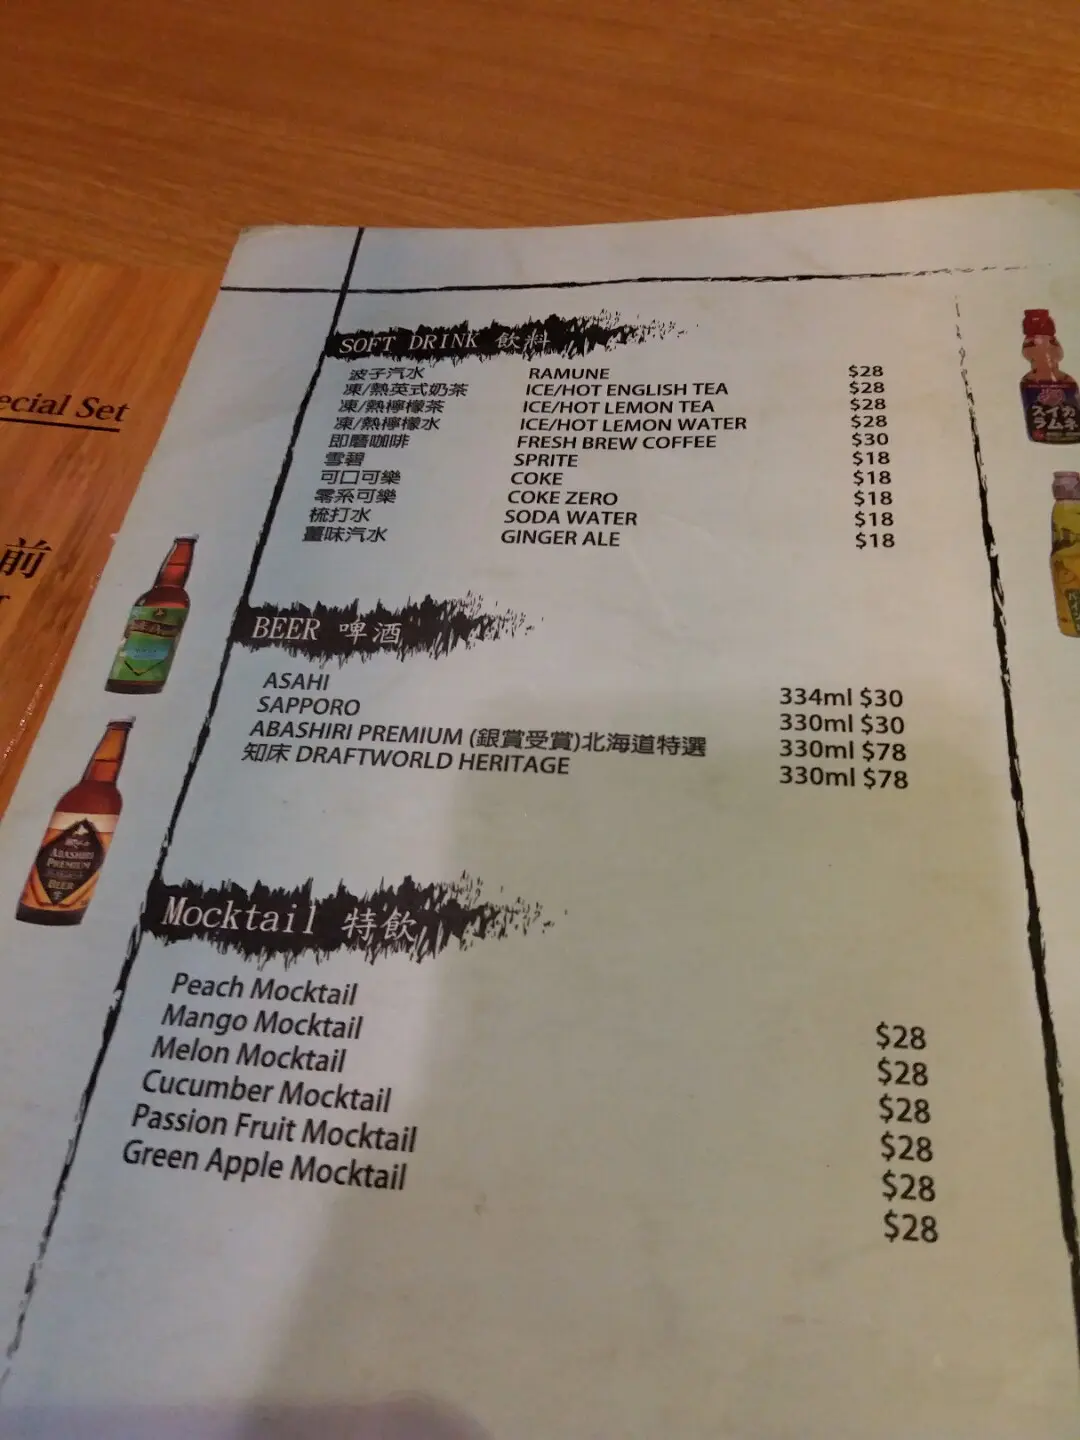 ecial Set
前
SOFT DRINK 飲料
波子汽水 RAMUNE $28
凍/熱英式奶茶 ICE/HOT ENGLISH TEA $28
凍/熱檸檬茶 ICE/HOT LEMON TEA $28
凍/熱檸檬水 ICE/HOT LEMON WATER $28
即磨咖啡 FRESH BREW COFFEE $30
雪碧 SPRITE $18
可口可樂 COKE $18
零系可樂 COKE ZERO $18
梳打水 SODA WATER $18
薑味汽水 GINGER ALE $18
スイカ
ラムネ
BEER 啤酒
ASAHI 334ml $30
SAPPORO 330ml $30
ABASHIRI PREMIUM (銀賞受賞)北海道特選 330ml $78
知床 DRAFTWORLD HERITAGE 330ml $78
ABASHIRI
PREMIUM
BEER
Mocktail 特飲
Peach Mocktail $28
Mango Mocktail $28
Melon Mocktail $28
Cucumber Mocktail $28
Passion Fruit Mocktail $28
Green Apple Mocktail $28